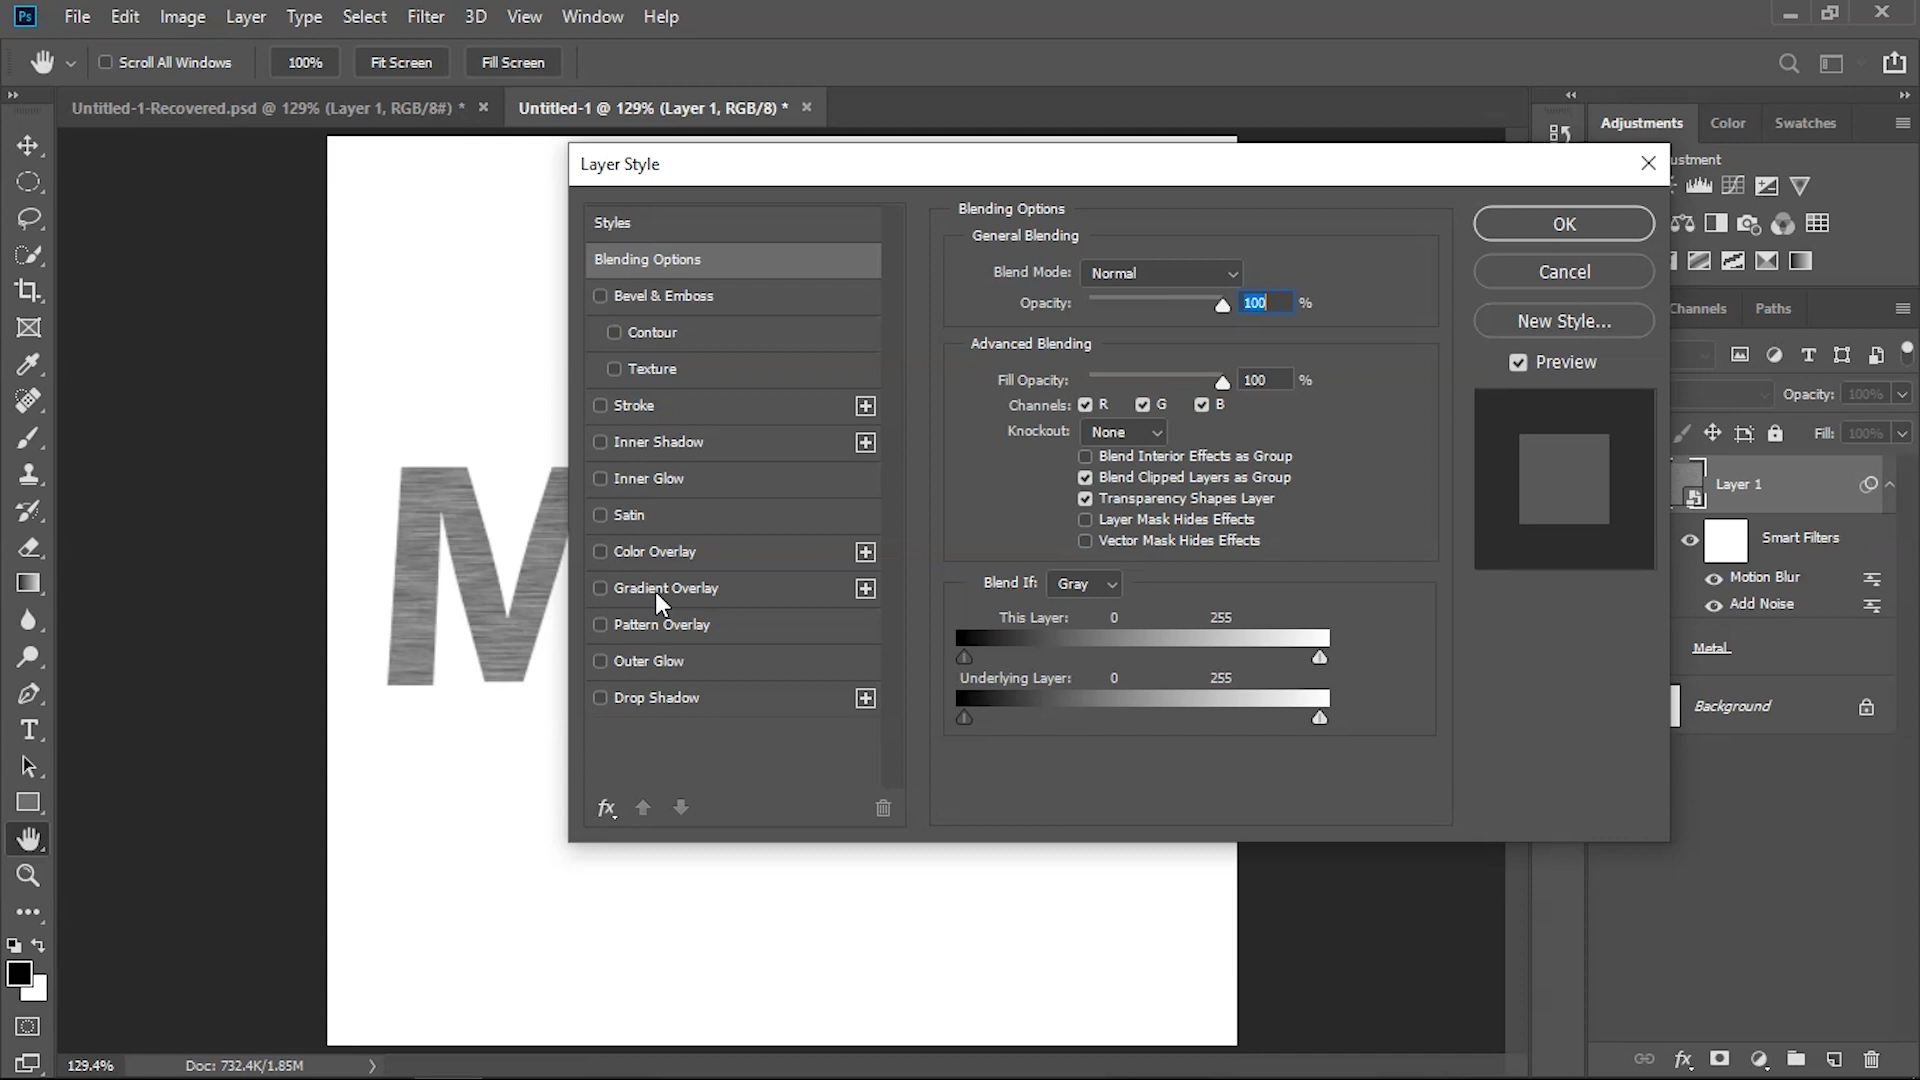 Ps File Edit Image Layer Type Select Filter 3D View Window Help
Scroll All Windows 100% Fit Screen Fill Screen
Untitled-1-Recovered.psd @ 129% (Layer 1, RGB/8#) * Untitled-1 @ 129% (Layer 1, RGB/8) *
Adjustments Color Swatches
ustment
Layer Style
Styles
Blending Options
Bevel & Emboss
Contour
Texture
Stroke
Inner Shadow
Inner Glow
Satin
Color Overlay
Gradient Overlay
Pattern Overlay
Outer Glow
Drop Shadow
fx
Blending Options
General Blending
Blend Mode: Normal
Opacity: 100 %
Advanced Blending
Fill Opacity: 100 %
Channels: R G B
Knockout: None
Blend Interior Effects as Group
Blend Clipped Layers as Group
Transparency Shapes Layer
Layer Mask Hides Effects
Vector Mask Hides Effects
Blend If: Gray
This Layer: 0 255
Underlying Layer: 0 255
OK
Cancel
New Style...
Preview
M
Channels Paths
Opacity: 100%
Fill: 100%
Layer 1
Smart Filters
Motion Blur
Add Noise
Metal
Background
129.4% Doc: 732.4K/1.85M
fx